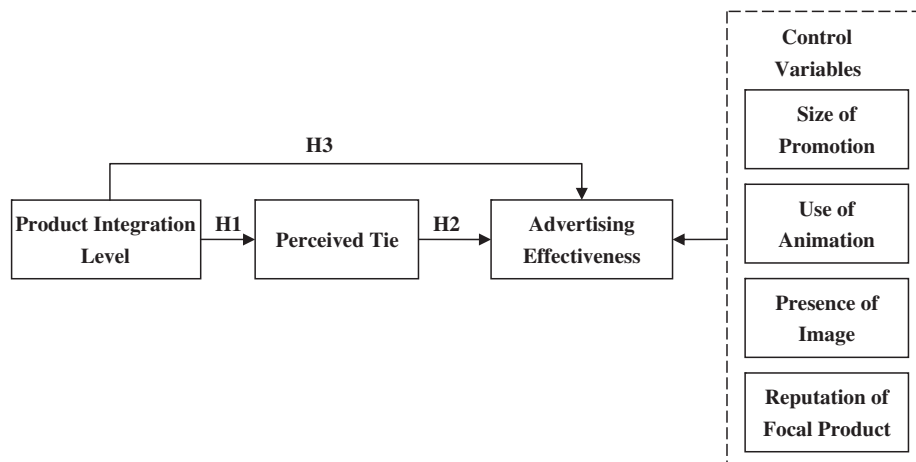 Control
Variables
Size of
Promotion
H3
Product Integration
Level
H1
Perceived Tie
H2
Advertising
Effectiveness
Use of
Animation
Presence of
Image
Reputation of
Focal Product